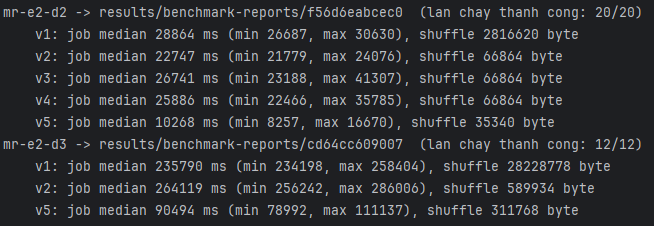 mr-e2-d2 -> results/benchmark-reports/f56d6eabcec0  (lan chay thanh cong: 20/20)
    v1: job median 28864 ms (min 26687, max 30630), shuffle 2816620 byte
    v2: job median 22747 ms (min 21779, max 24076), shuffle 66864 byte
    v3: job median 26741 ms (min 23188, max 41307), shuffle 66864 byte
    v4: job median 25886 ms (min 22466, max 35785), shuffle 66864 byte
    v5: job median 10268 ms (min 8257, max 16670), shuffle 35340 byte
mr-e2-d3 -> results/benchmark-reports/cd64cc609007  (lan chay thanh cong: 12/12)
    v1: job median 235790 ms (min 234198, max 258404), shuffle 28228778 byte
    v2: job median 264119 ms (min 256242, max 286006), shuffle 589934 byte
    v5: job median 90494 ms (min 78992, max 111137), shuffle 311768 byte